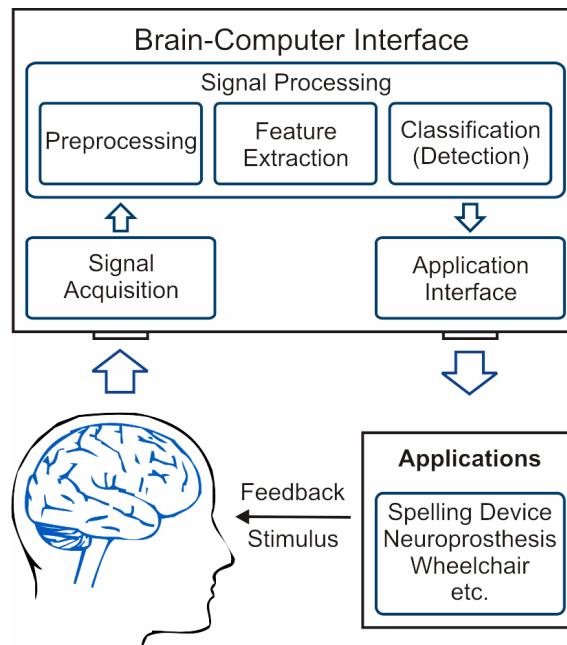 Brain-Computer Interface
Signal Processing
Preprocessing
Feature
Extraction
Classification
(Detection)
Signal
Acquisition
Application
Interface
Feedback
Stimulus
Applications
Spelling Device
Neuroprosthesis
Wheelchair
etc.